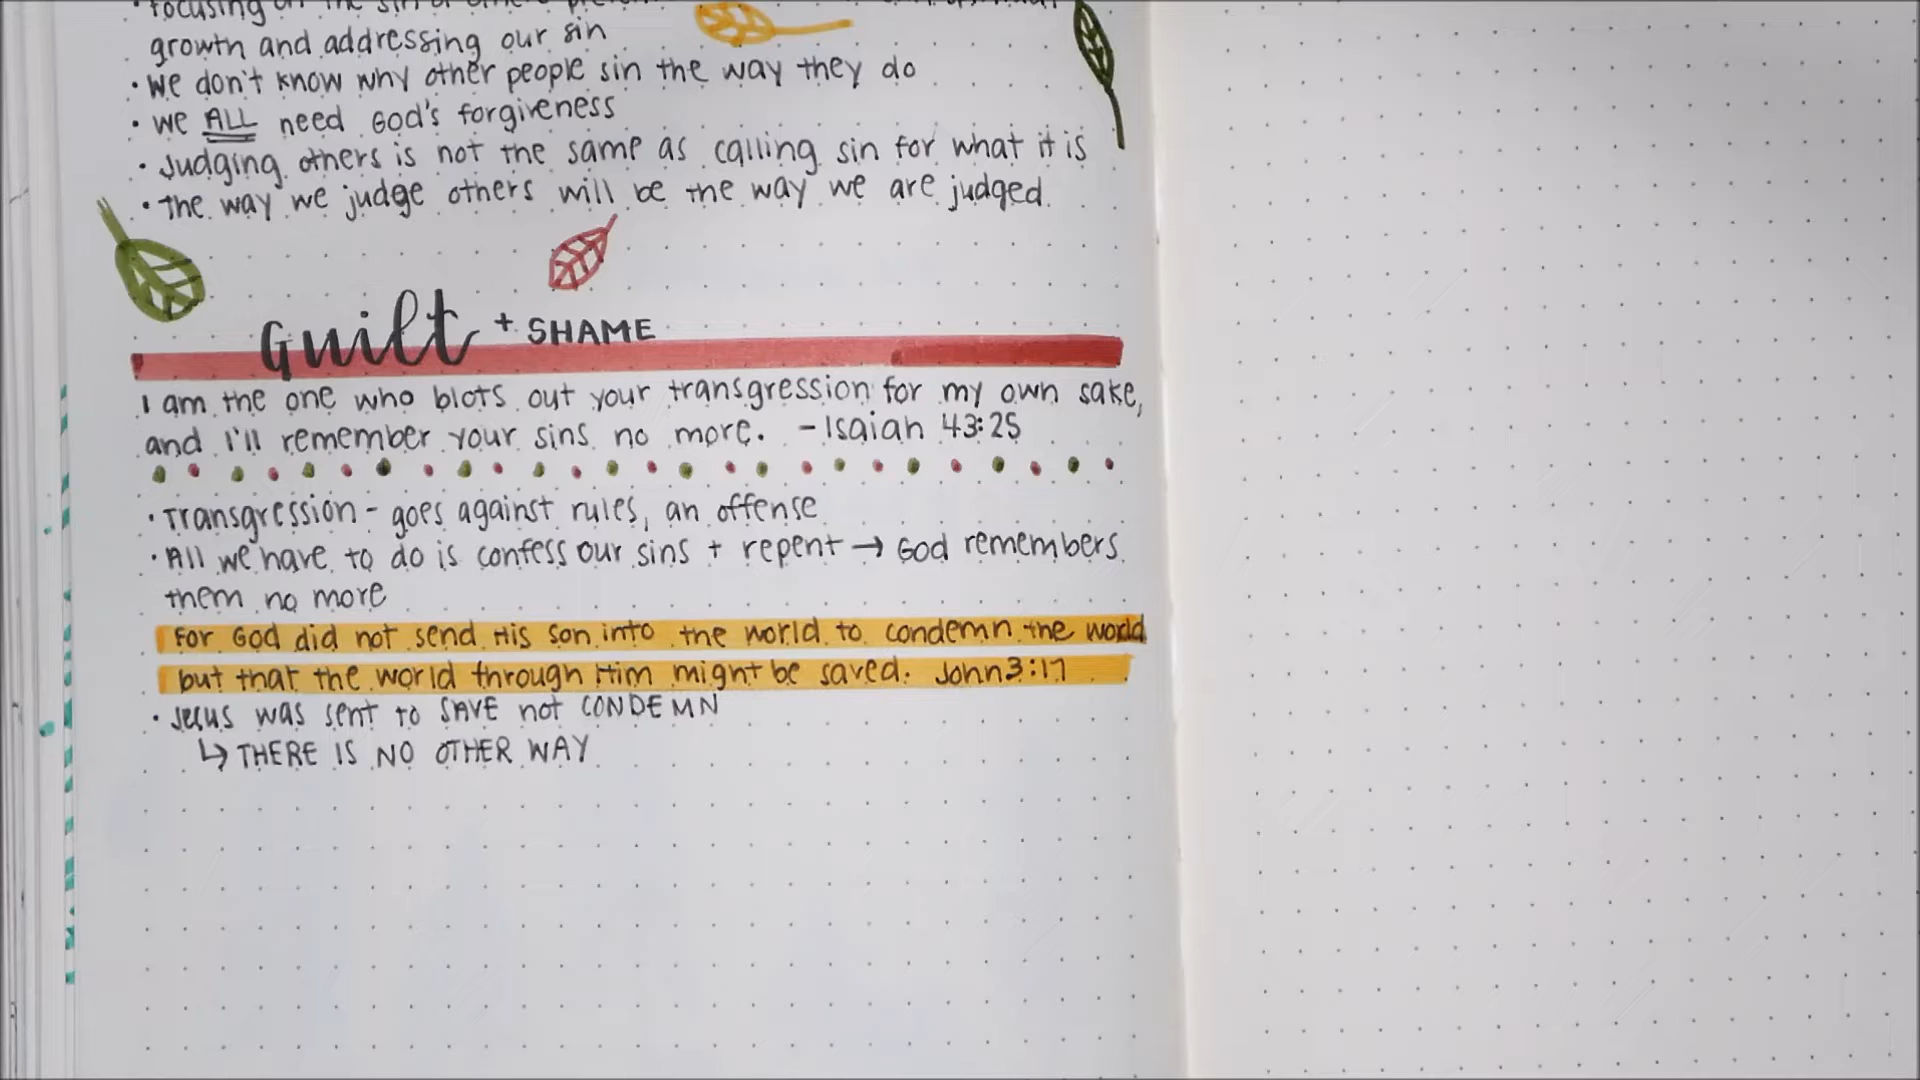 focusing on the sin of others
growth and addressing our sin
• we don't know why other people sin the way they do
• we ALL need God's forgiveness
• Judging others is not the same as calling sin for what it is
• the way we judge others will be the way we are judged.
Guilt + SHAME
I am the one who blots out your transgression for my own sake,
and I'll remember your sins no more. - Isaiah 43:25
• Transgression - goes against rules, an offense
• All we have to do is confess our sins + repent → God remembers
them no more
For God did not send His son into the world to condemn the world
but that the world through Him might be saved. John 3:17
• Jesus was sent to SAVE not CONDEMN
↳ THERE IS NO OTHER WAY